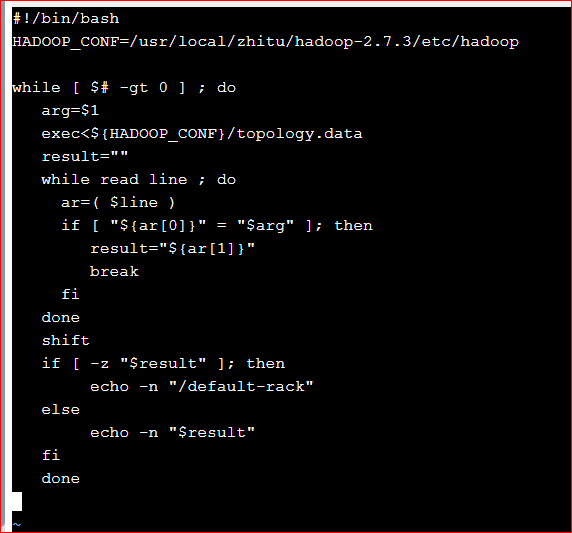 #!/bin/bash
HADOOP_CONF=/usr/local/zhitu/hadoop-2.7.3/etc/hadoop
while [ $# -gt 0 ] ; do
arg=$1
exec<${HADOOP_CONF}/topology.data
result=""
while read line ; do
ar=( $line )
if [ "${ar[0]}" = "$arg" ]; then
result="${ar[1]}"
break
fi
done
shift
if [ -z "$result" ]; then
echo -n "/default-rack"
else
echo -n "$result"
fi
done
~